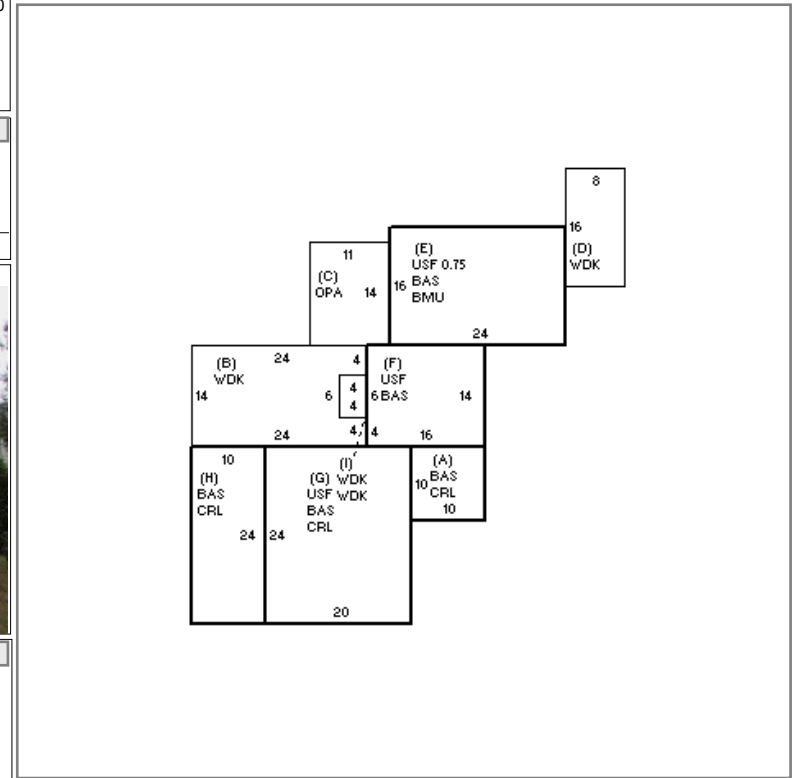 8
16
(D)
WDK
11
(C)
OPA 14
(E)
USF 0.75
16 BAS
BMU
24
24 4
(B)
WDK
14
6
4
4
24 4
(F)
USF
6 BAS 14
4 16
10
(H)
BAS
CRL
24
(I)
(G) WDK
USF WDK
BAS
CRL
24
20
(A)
10 BAS
CRL
10